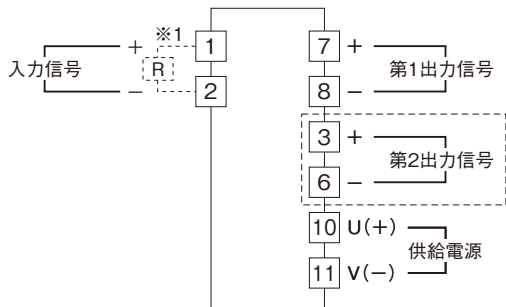 ※1
入力信号 + 1 7 + 第1出力信号
R
− 2 8 −
3 + 第2出力信号
6 −
10 U(+) 供給電源
11 V(−)